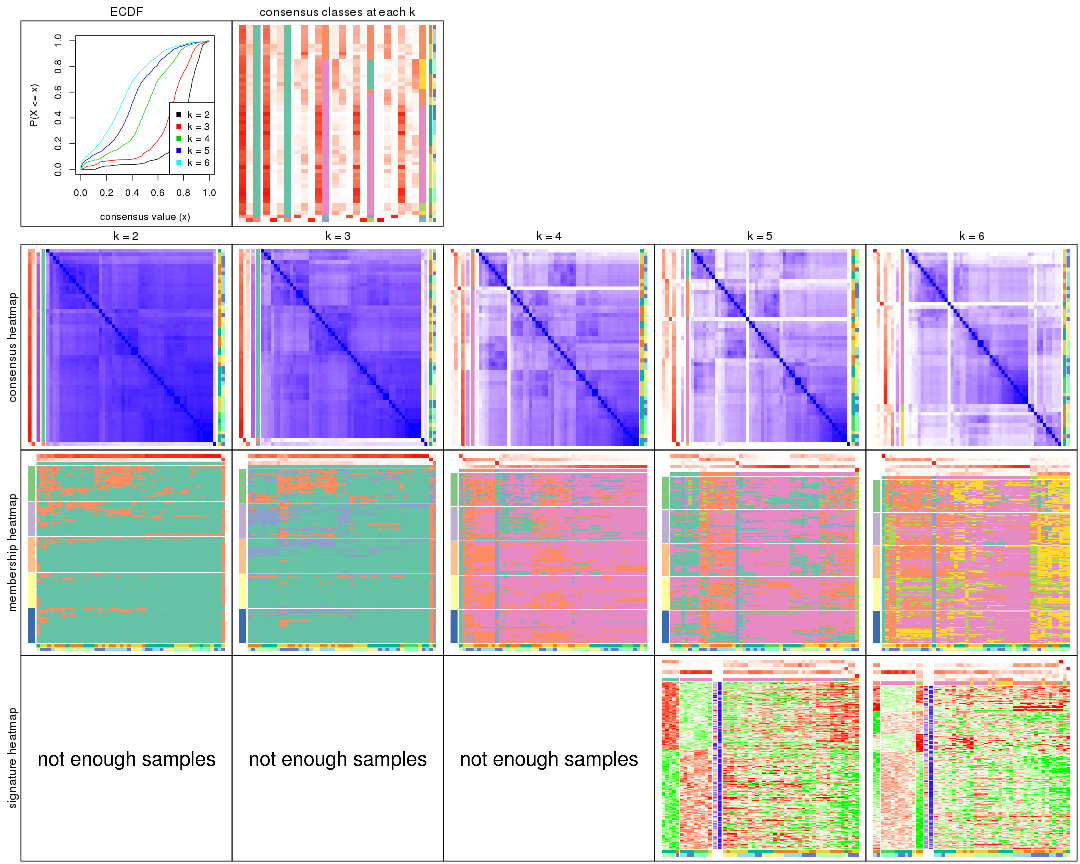 ECDF
consensus classes at each k
P(X <= x)
0.0 0.2 0.4 0.6 0.8 1.0
k = 2
k = 3
k = 4
k = 5
k = 6
0.0 0.2 0.4 0.6 0.8 1.0
consensus value (x)
k = 2 k = 3 k = 4 k = 5 k = 6
consensus heatmap
membership heatmap
signature heatmap
not enough samples not enough samples not enough samples